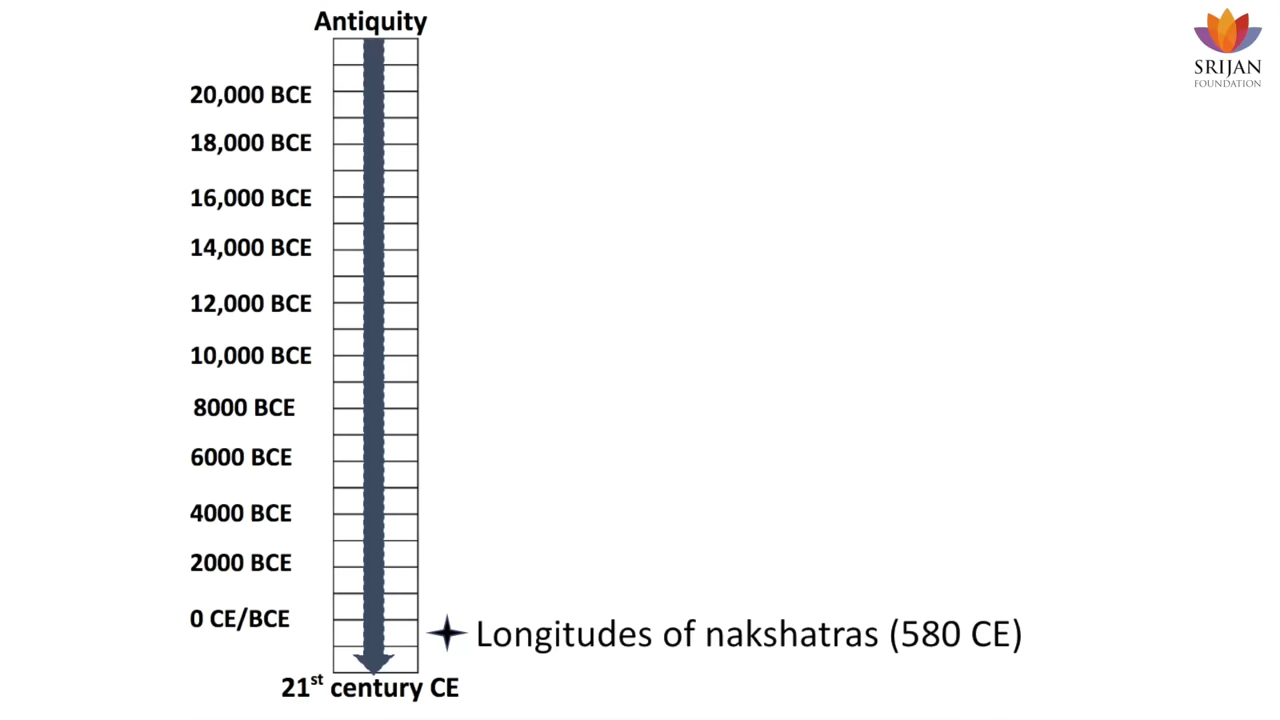 Antiquity
SRIJAN
FOUNDATION
20,000 BCE
18,000 BCE
16,000 BCE
14,000 BCE
12,000 BCE
10,000 BCE
8000 BCE
6000 BCE
4000 BCE
2000 BCE
0 CE/BCE
Longitudes of nakshatras (580 CE)
21st century CE